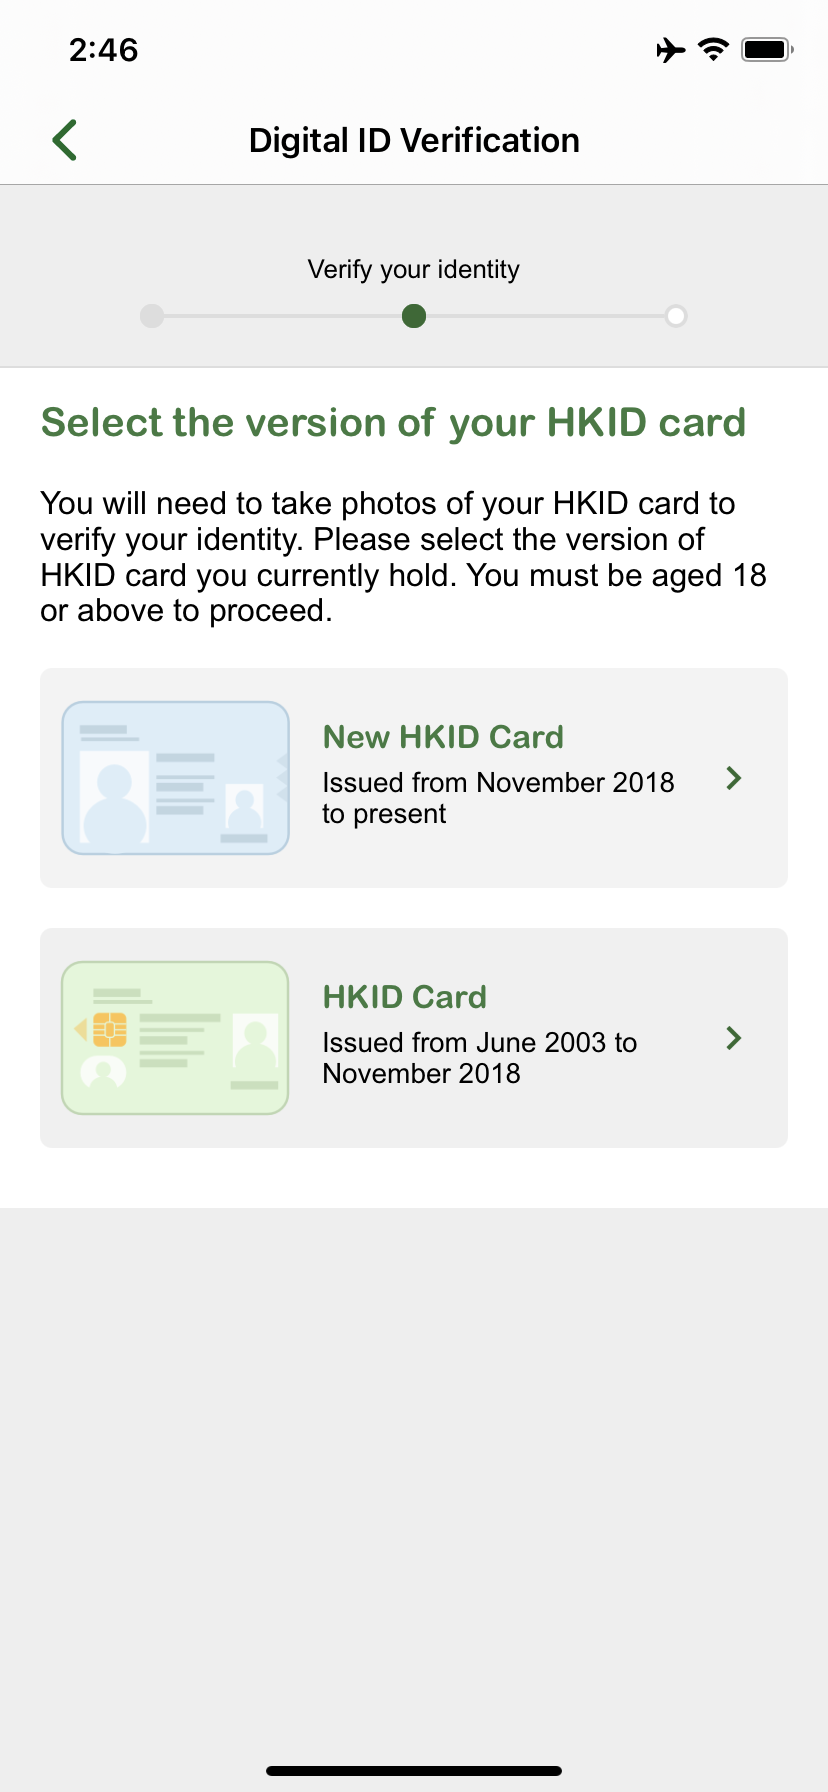 2:46
Digital ID Verification
Verify your identity
Select the version of your HKID card
You will need to take photos of your HKID card to
verify your identity. Please select the version of
HKID card you currently hold. You must be aged 18
or above to proceed.
New HKID Card
Issued from November 2018
to present
HKID Card
Issued from June 2003 to
November 2018